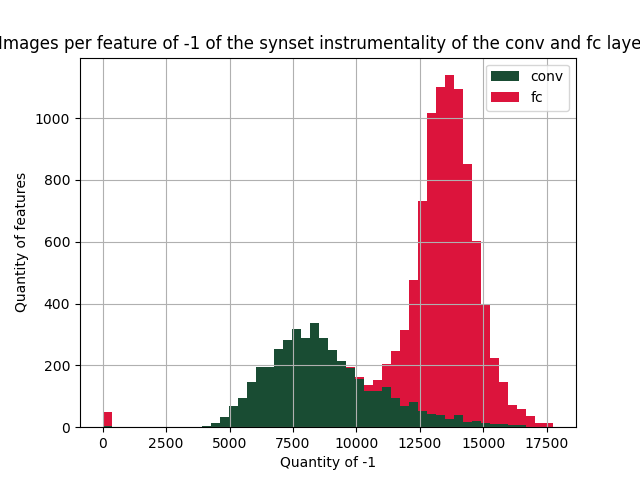 Images per feature of -1 of the synset instrumentality of the conv and fc laye
conv
fc
1000
800
600
400
200
0
Quantity of features
0 2500 5000 7500 10000 12500 15000 17500
Quantity of -1